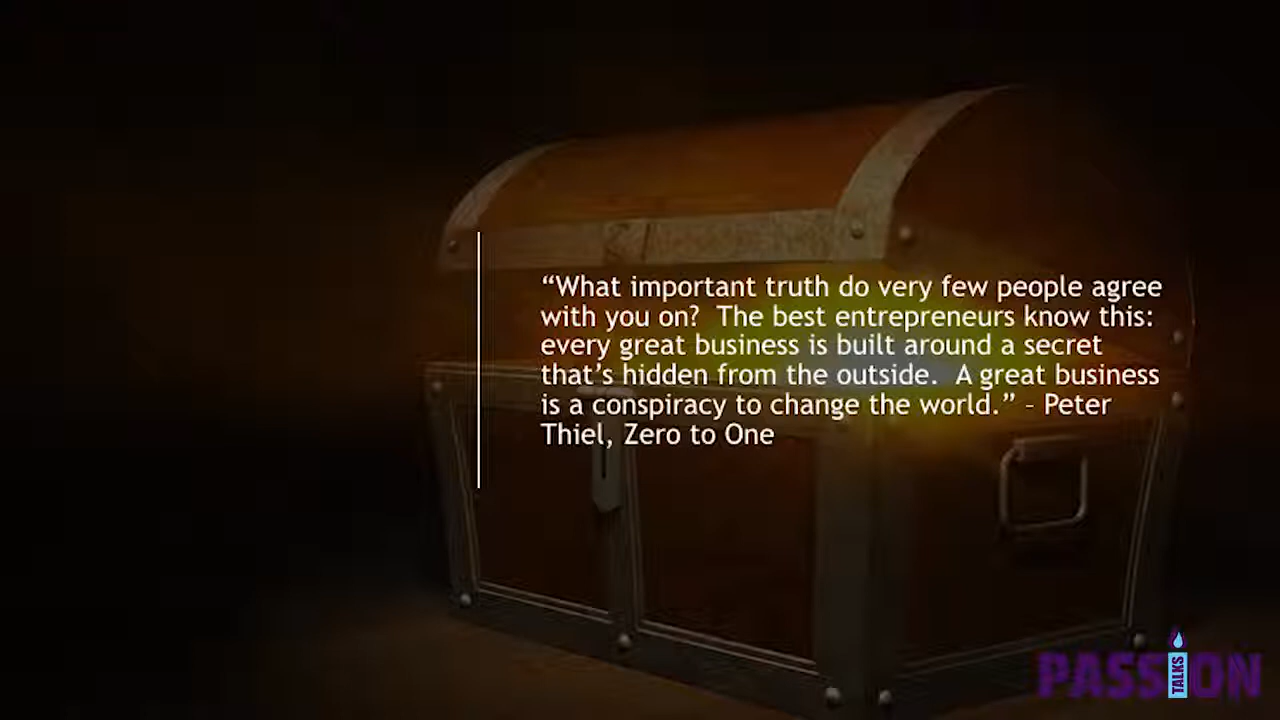 “What important truth do very few people agree
with you on?  The best entrepreneurs know this:
every great business is built around a secret
that’s hidden from the outside.  A great business
is a conspiracy to change the world.” – Peter
Thiel, Zero to One
PASSION
TALKS